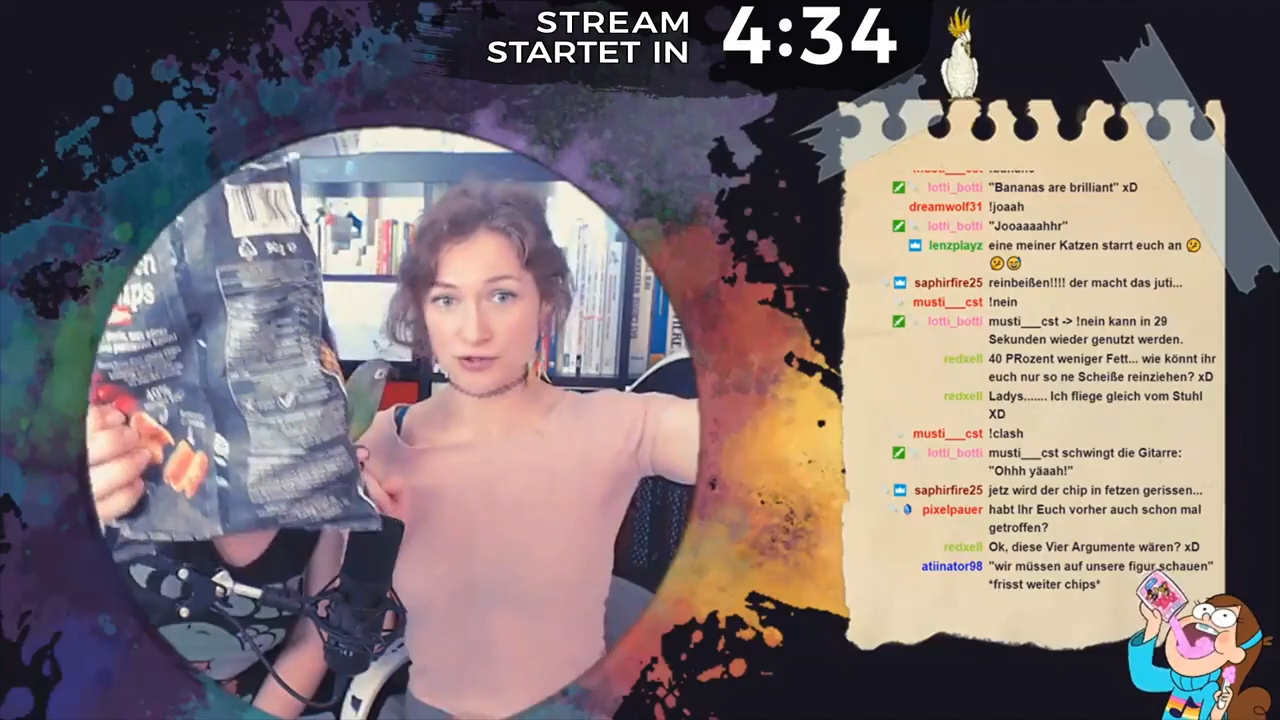 STREAM
STARTET IN
4:34
lotti_botti "Bananas are brilliant" xD
dreamwolf31 !joaah
lotti_botti "Jooaaaahhr"
lenzplayz eine meiner Katzen starrt euch an
saphirfire25 reinbeißen!!!! der macht das juti...
musti___cst !nein
lotti_botti musti___cst -> !nein kann in 29
Sekunden wieder genutzt werden.
redxell 40 PRozent weniger Fett... wie könnt ihr
euch nur so ne Scheiße reinziehen? xD
redxell Ladys....... Ich fliege gleich vom Stuhl
XD
musti___cst !clash
lotti_botti musti___cst schwingt die Gitarre:
"Ohhh yäaah!"
saphirfire25 jetz wird der chip in fetzen gerissen...
pixelpauer habt Ihr Euch vorher auch schon mal
getroffen?
redxell Ok, diese Vier Argumente wären? xD
atiinator98 "wir müssen auf unsere figur schauen"
*frisst weiter chips*